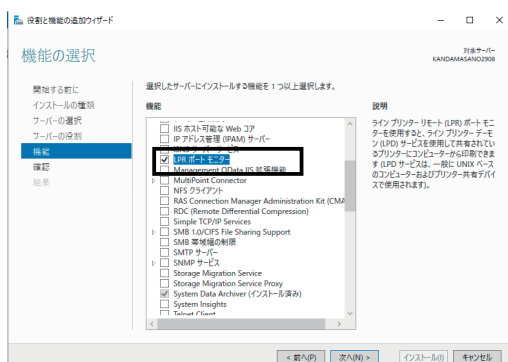 役割と機能の追加ウィザード
機能の選択
対象サーバー
KANDAMASANO2908
開始する前に
インストールの種類
サーバーの選択
サーバーの役割
機能
確認
結果
選択したサーバーにインストールする機能を 1 つ以上選択します。
機能
IIS ホスト可能な Web コア
IP アドレス管理 (IPAM) サーバー
LPR ポート モニター
Management OData IIS 拡張機能
MultiPoint Connector
NFS クライアント
RAS Connection Manager Administration Kit (CMA
RDC (Remote Differential Compression)
Simple TCP/IP Services
SMB 1.0/CIFS File Sharing Support
SMB 帯域幅の制限
SMTP サーバー
SNMP サービス
Storage Migration Service
Storage Migration Service Proxy
System Data Archiver (インストール済み)
System Insights
Telnet Client
説明
ライン プリンター リモート (LPR) ポート モニ
ターを使用すると、ライン プリンター デーモ
ン (LPD) サービスを使用して共有されてい
るプリンターにコンピューターから印刷できま
す (LPD サービスは、一般に UNIX ベース
のコンピューターおよびプリンター共有デバイ
スで使用されます)。
< 前へ(P)
次へ(N) >
インストール(I)
キャンセル